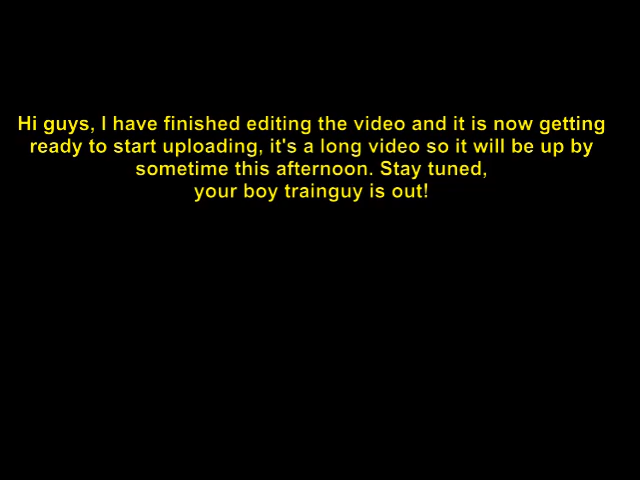 Hi guys, I have finished editing the video and it is now getting
ready to start uploading, it's a long video so it will be up by
sometime this afternoon. Stay tuned,
your boy trainguy is out!